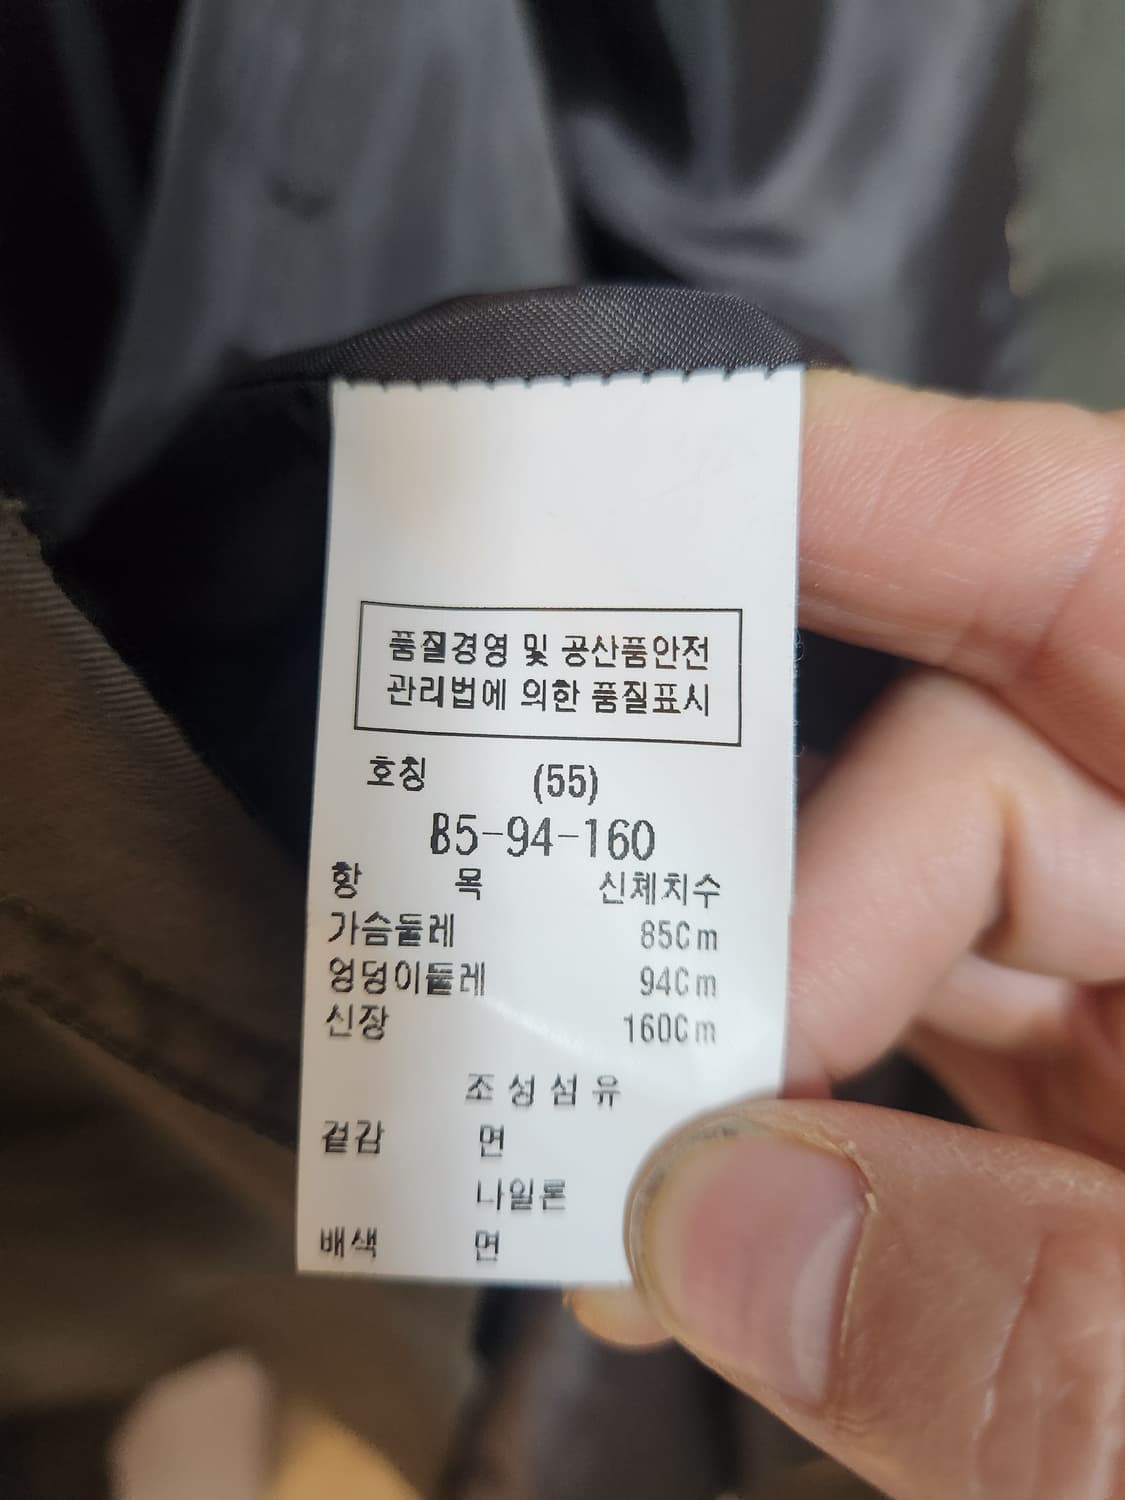 품질경영 및 공산품안전
관리법에 의한 품질표시
호칭 (55)
85-94-160
항 목 신체치수
가슴둘레 85Cm
엉덩이둘레 94Cm
신장 160Cm
조성섬유
겉감 면
나일론
배색 면